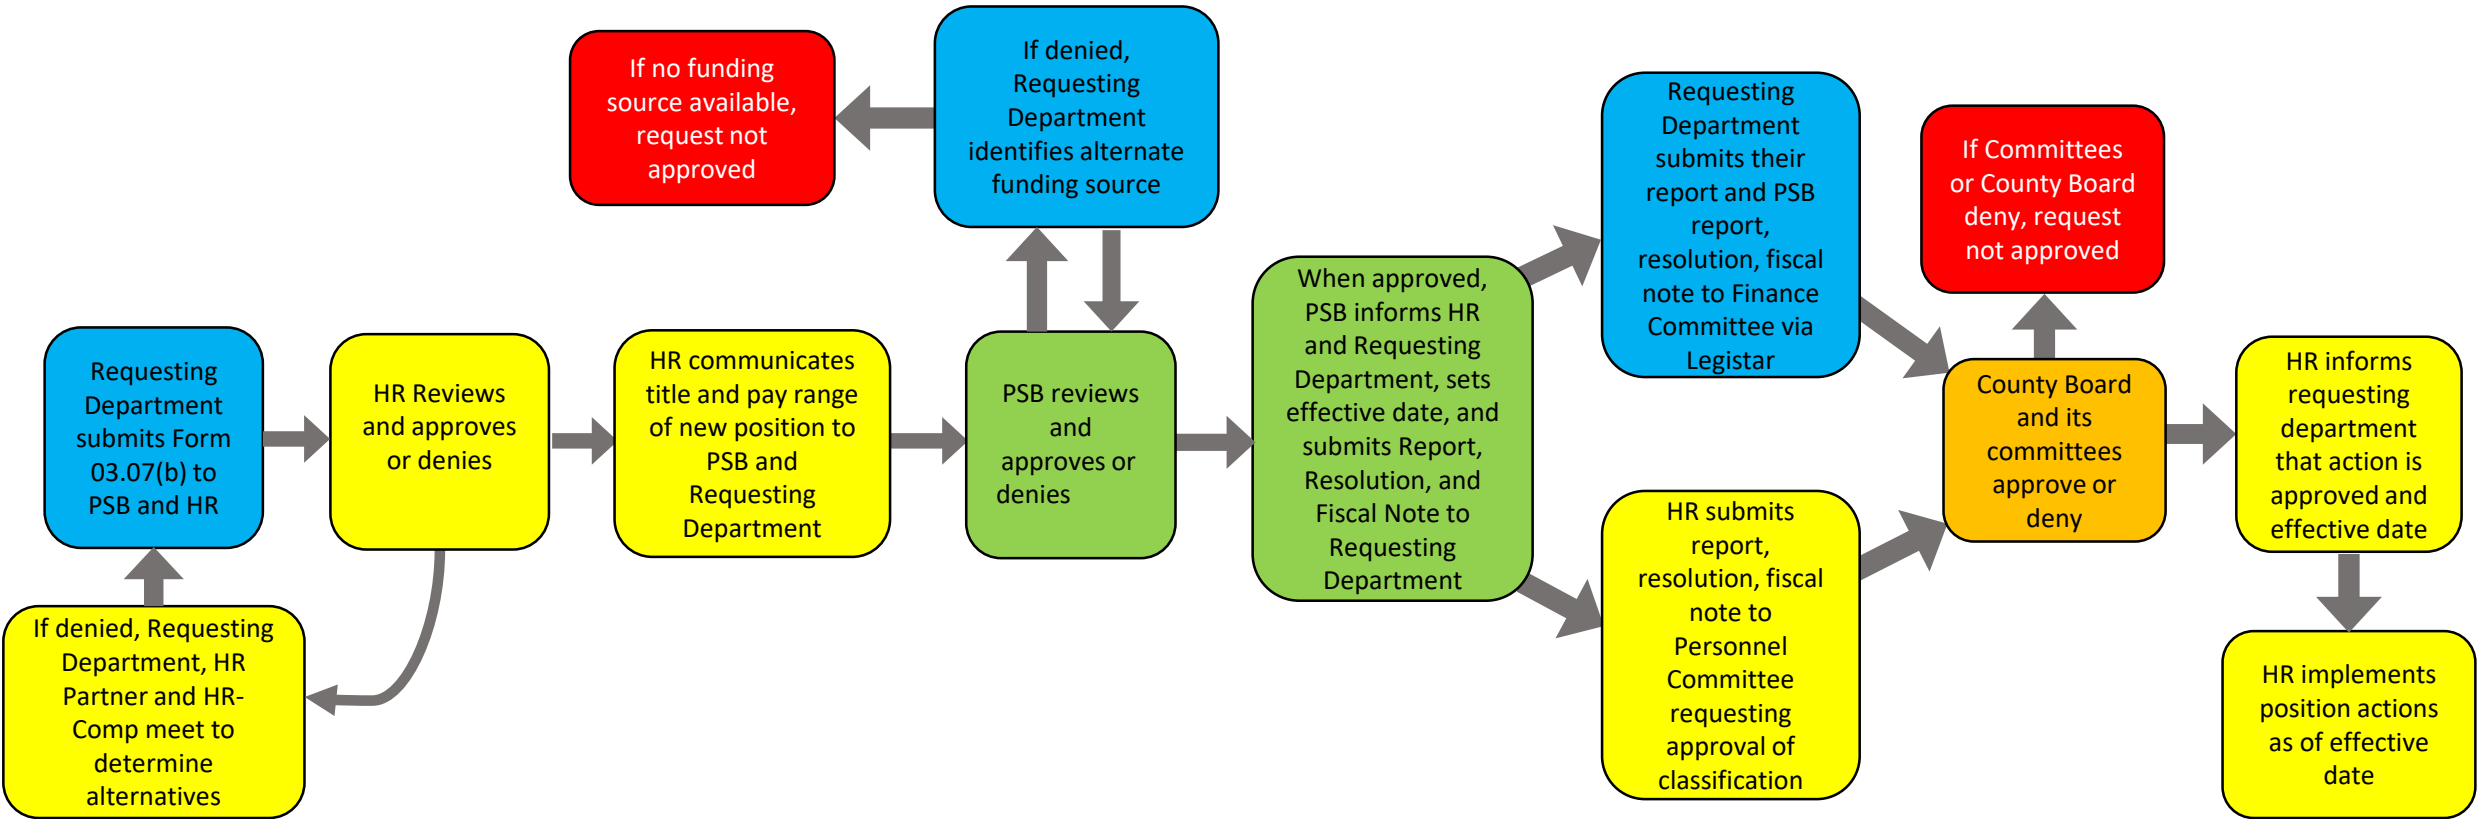 Requesting
Department
submits Form
03.07(b) to
PSB and HR
If denied, Requesting
Department, HR
Partner and HR-
Comp meet to
determine
alternatives
HR Reviews
and approves
or denies
HR communicates
title and pay range
of new position to
PSB and
Requesting
Department
If no funding
source available,
request not
approved
If denied,
Requesting
Department
identifies alternate
funding source
PSB reviews
and
approves or
denies
When approved,
PSB informs HR
and Requesting
Department, sets
effective date, and
submits Report,
Resolution, and
Fiscal Note to
Requesting
Department
Requesting
Department
submits their
report and PSB
report,
resolution, fiscal
note to Finance
Committee via
Legistar
HR submits
report,
resolution, fiscal
note to
Personnel
Committee
requesting
approval of
classification
If Committees
or County Board
deny, request
not approved
County Board
and its
committees
approve or
deny
HR informs
requesting
department
that action is
approved and
effective date
HR implements
position actions
as of effective
date